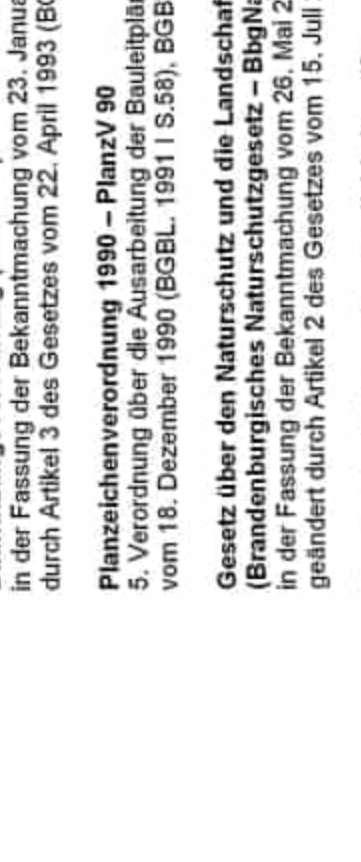 in der Fassung der Bekanntmachung vom 23. Janua
durch Artikel 3 des Gesetzes vom 22. April 1993 (BG
Planzeichenverordnung 1990 – PlanzV 90
5. Verordnung über die Ausarbeitung der Bauleitplän
vom 18. Dezember 1990 (BGBL. 1991 I S.58), BGB
Gesetz über den Naturschutz und die Landschaf
(Brandenburgisches Naturschutzgesetz – BbgNa
in der Fassung der Bekanntmachung vom 26. Mai 2
geändert durch Artikel 2 des Gesetzes vom 15. Juli